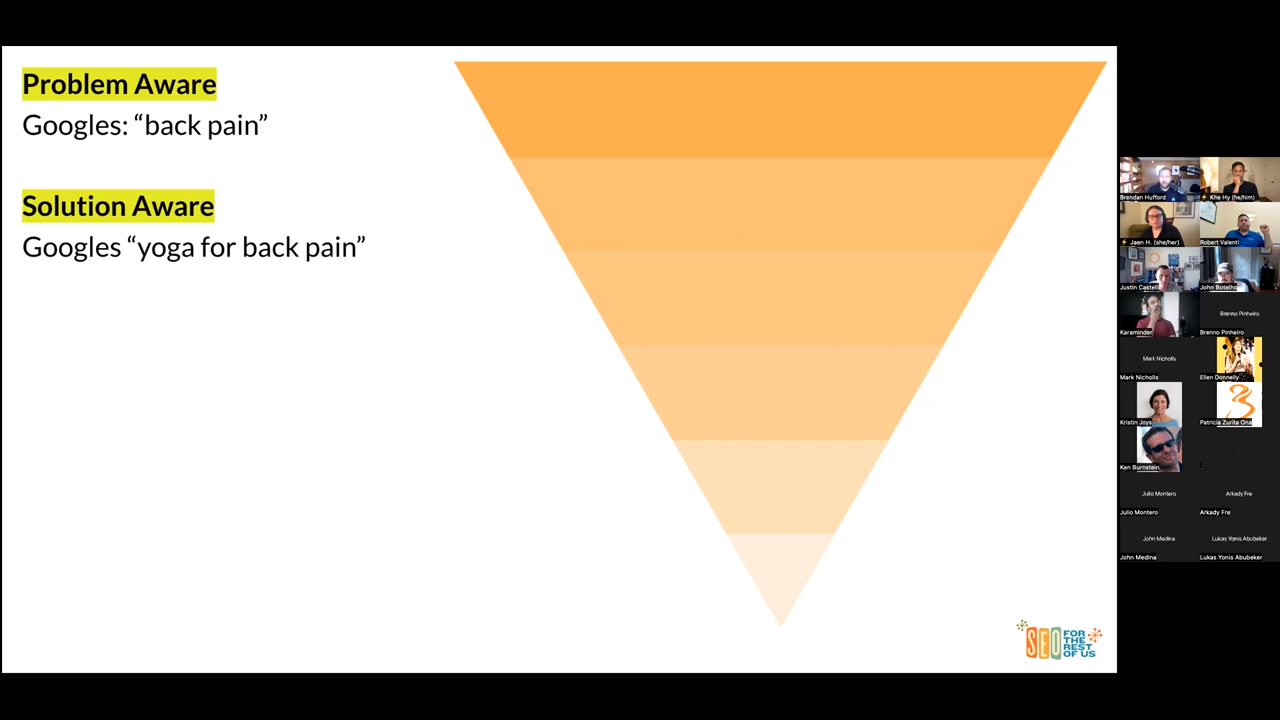 Problem Aware
Googles: “back pain”
Solution Aware
Googles “yoga for back pain”
SEO FOR
THE
REST
OF US
Brendan Hufford
Khe Hy (he/him)
Jaen H. (she/her)
Robert Valenti
Justin Castell
John Botelho
Karaminder
Brenno Pinheiro
Brenno Pinheiro
Mark Nicholls
Mark Nicholls
Ellen Donnelly
Kristin Joys
Patricia Zurita Ona
Ken Burnstein
Julio Montero
Arkady Fre
Julio Montero
Arkady Fre
John Medina
Lukas Yonis Abubeker
John Medina
Lukas Yonis Abubeker